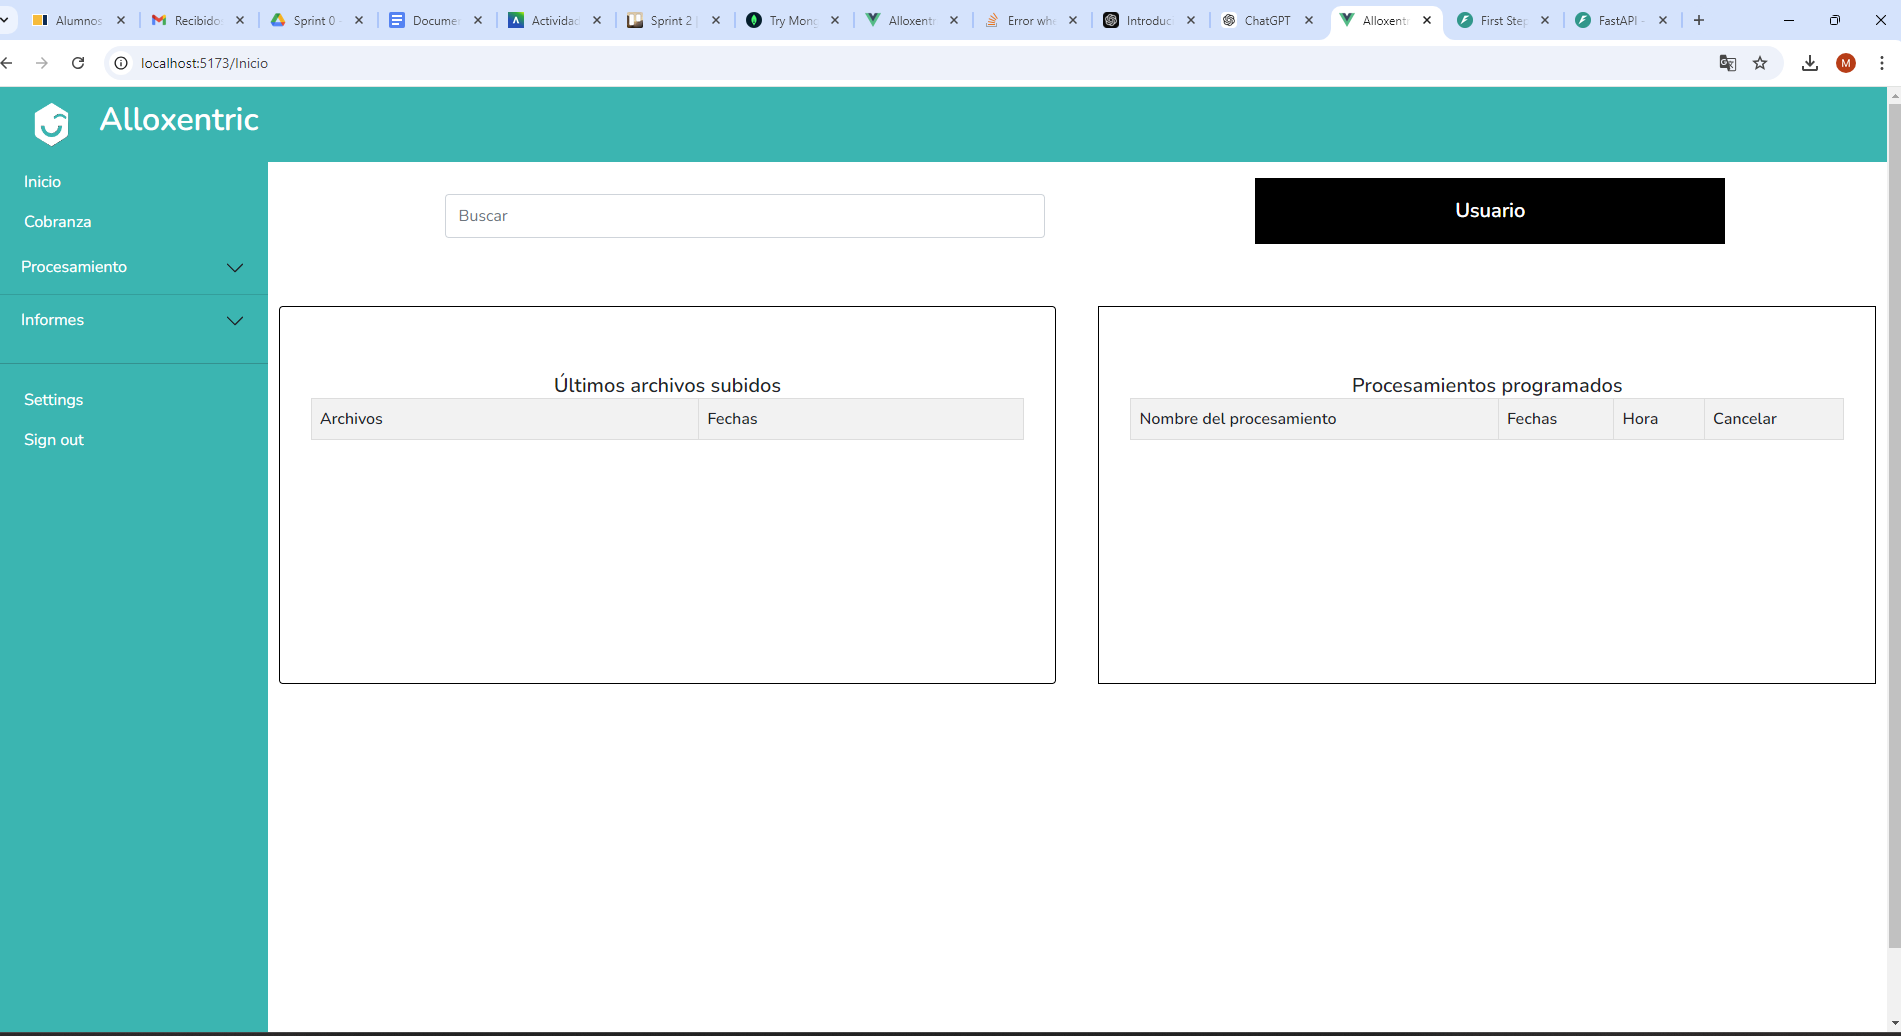 Alumnos
Recibido
Sprint 0 -
Docume
Actividad
Sprint 2 |
Try Mong
Alloxentr
Error whe
Introduc
ChatGPT
Alloxentr
First Step
FastAPI -
localhost:5173/Inicio
M
Alloxentric
Inicio
Cobranza
Procesamiento
Informes
Settings
Sign out
Buscar
Usuario
Últimos archivos subidos
Archivos Fechas
Procesamientos programados
Nombre del procesamiento Fechas Hora Cancelar